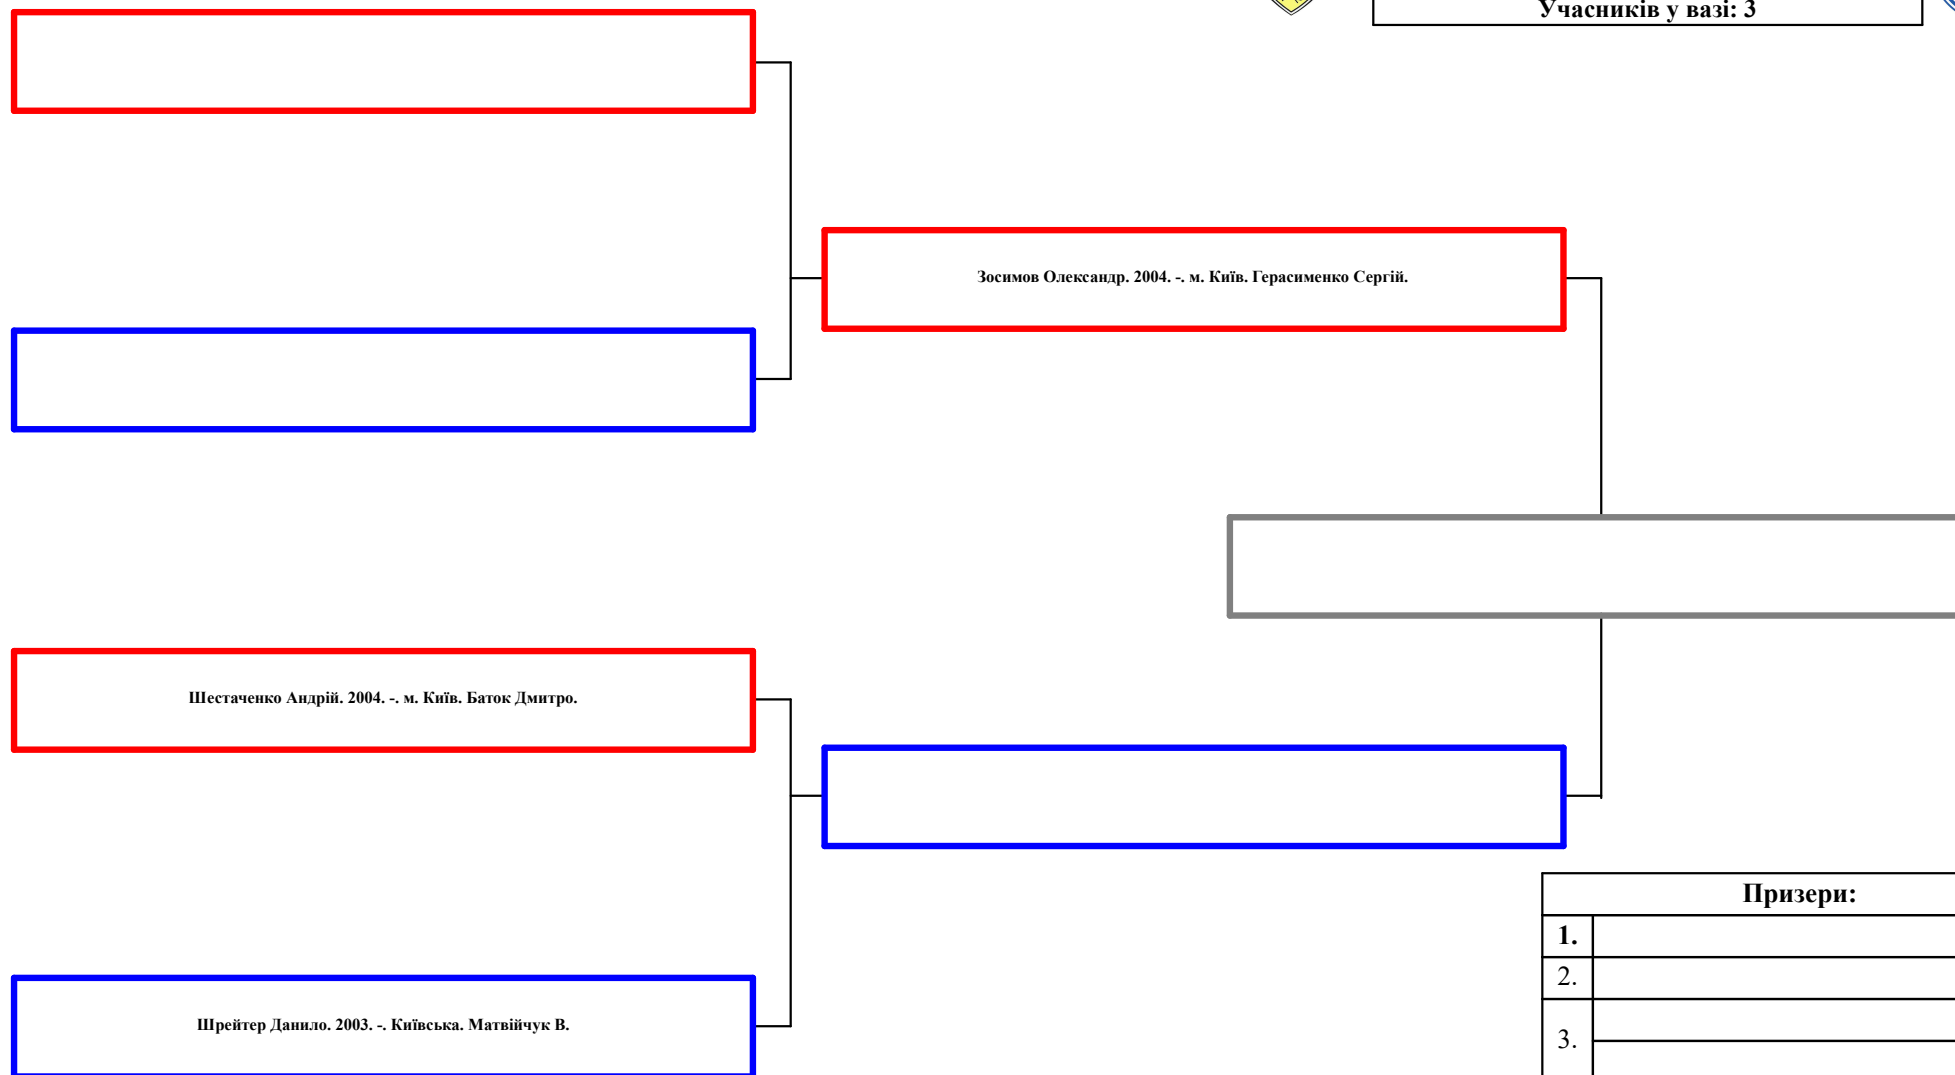 Учасників у вазі: 3
Зосимов Олександр. 2004. -. м. Київ. Герасименко Сергій.
Шестаченко Андрій. 2004. -. м. Київ. Баток Дмитро.
Шрейтер Данило. 2003. -. Київська. Матвійчук В.
Призери:
1.
2.
3.